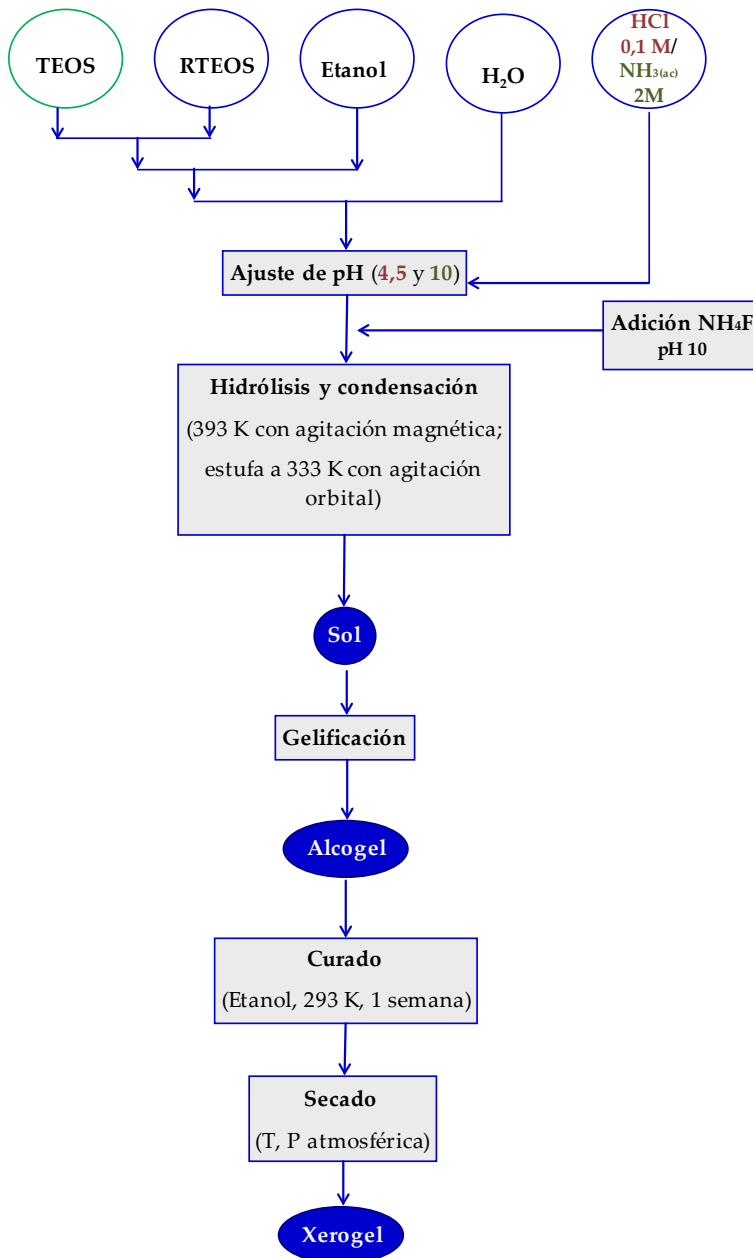 TEOS
RTEOS
Etanol
H₂O
HCl
0,1 M/
NH₃(ac)
2M
Ajuste de pH (4,5 y 10)
Adición NH₄F
pH 10
Hidrólisis y condensación
(393 K con agitación magnética;
estufa a 333 K con agitación
orbital)
Sol
Gelificación
Alcogel
Curado
(Etanol, 293 K, 1 semana)
Secado
(T, P atmosférica)
Xerogel